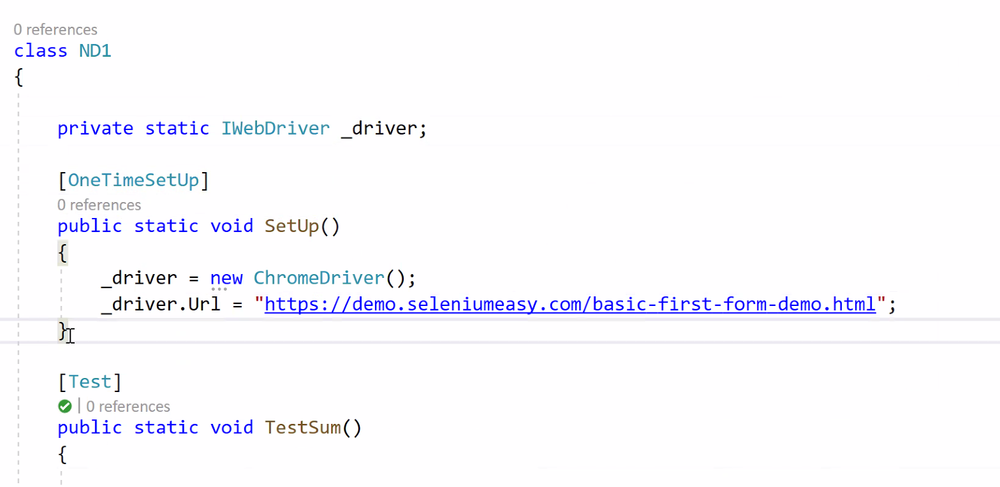 0 references
class ND1
{
private static IWebDriver _driver;
[OneTimeSetUp]
0 references
public static void SetUp()
{
_driver = new ChromeDriver();
_driver.Url = "https://demo.seleniumeasy.com/basic-first-form-demo.html";
}
[Test]
| 0 references
public static void TestSum()
{